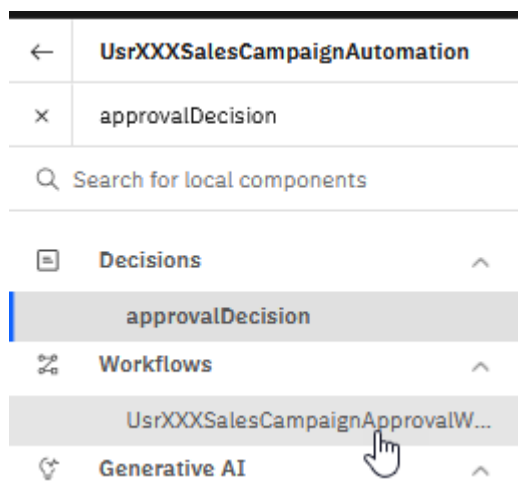 UsrXXXSalesCampaignAutomation
approvalDecision
Search for local components
Decisions
approvalDecision
Workflows
UsrXXXSalesCampaignApprovalW...
Generative AI